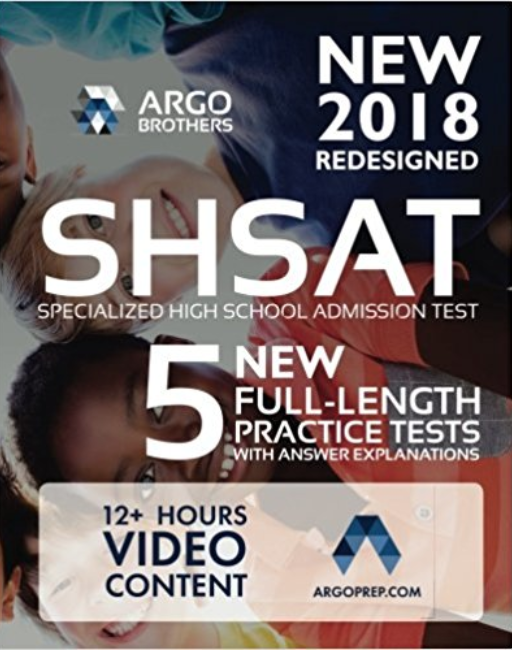 ARGO
BROTHERS
NEW
2018
REDESIGNED
SHSAT
SPECIALIZED HIGH SCHOOL ADMISSION TEST
5
NEW
FULL-LENGTH
PRACTICE TESTS
WITH ANSWER EXPLANATIONS
12+ HOURS
VIDEO
CONTENT
ARGOPREP.COM